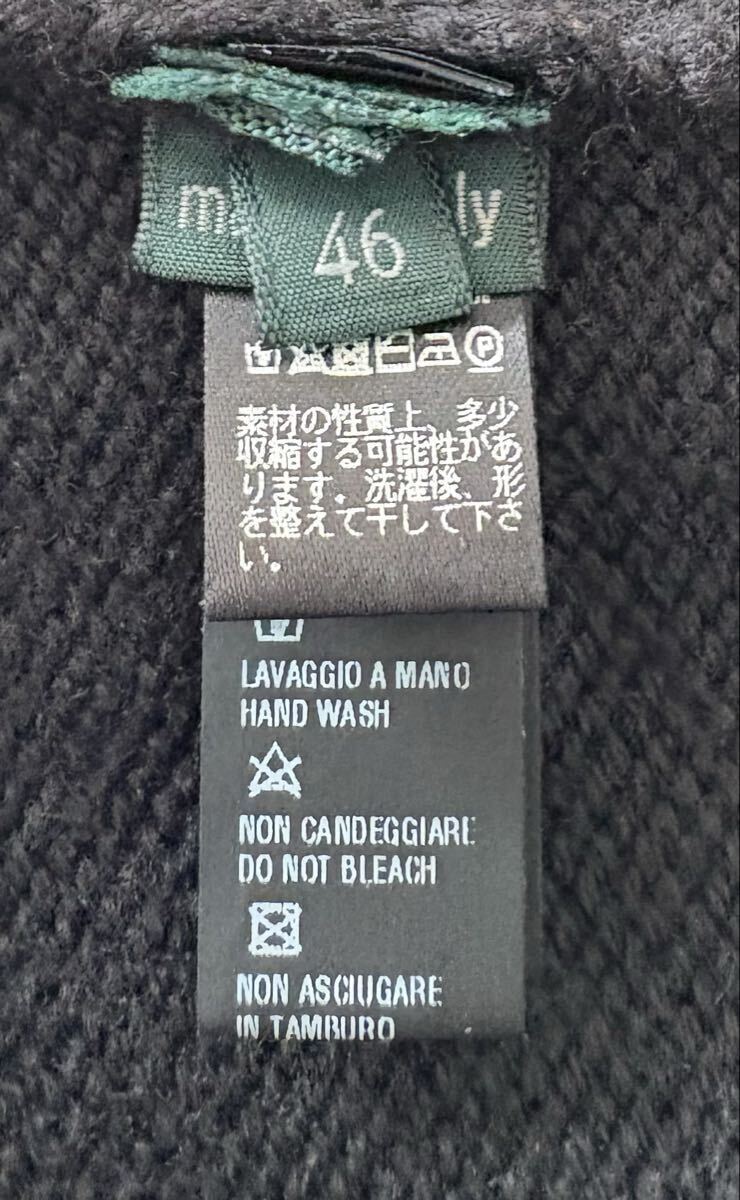 46
素材の性質上、多少
収縮する可能性があ
ります。洗濯後、形
を整えて干して下さ
い。
LAVAGGIO A MANO
HAND WASH
NON CANDEGGIARE
DO NOT BLEACH
NON ASCIUGARE
IN TAMBURO